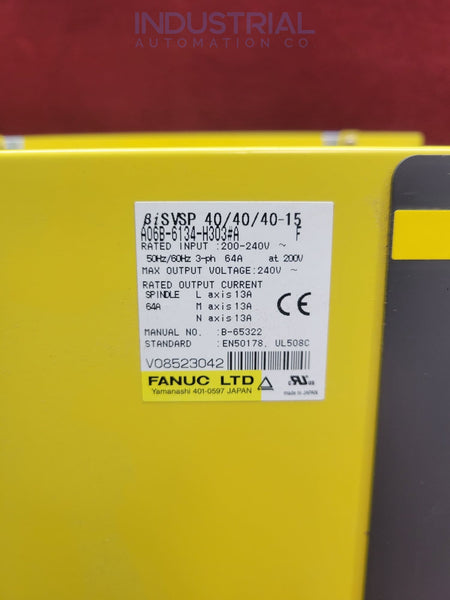 INDUSTRIAL
AUTOMATION CO
βiSVSP 40/40/40-15
A06B-6134-H303#A F
RATED INPUT :200-240V ~
50Hz/60Hz 3-ph 64A at 200V
MAX OUTPUT VOLTAGE:240V ~
RATED OUTPUT CURRENT
SPINDLE L axis 13A
64A M axis 13A
N axis 13A
CE
MANUAL NO. :B-65322
STANDARD :EN50178, UL508C
V08523042
FANUC LTD
Yamanashi 401-0597 JAPAN
c UR us
made in JAPAN